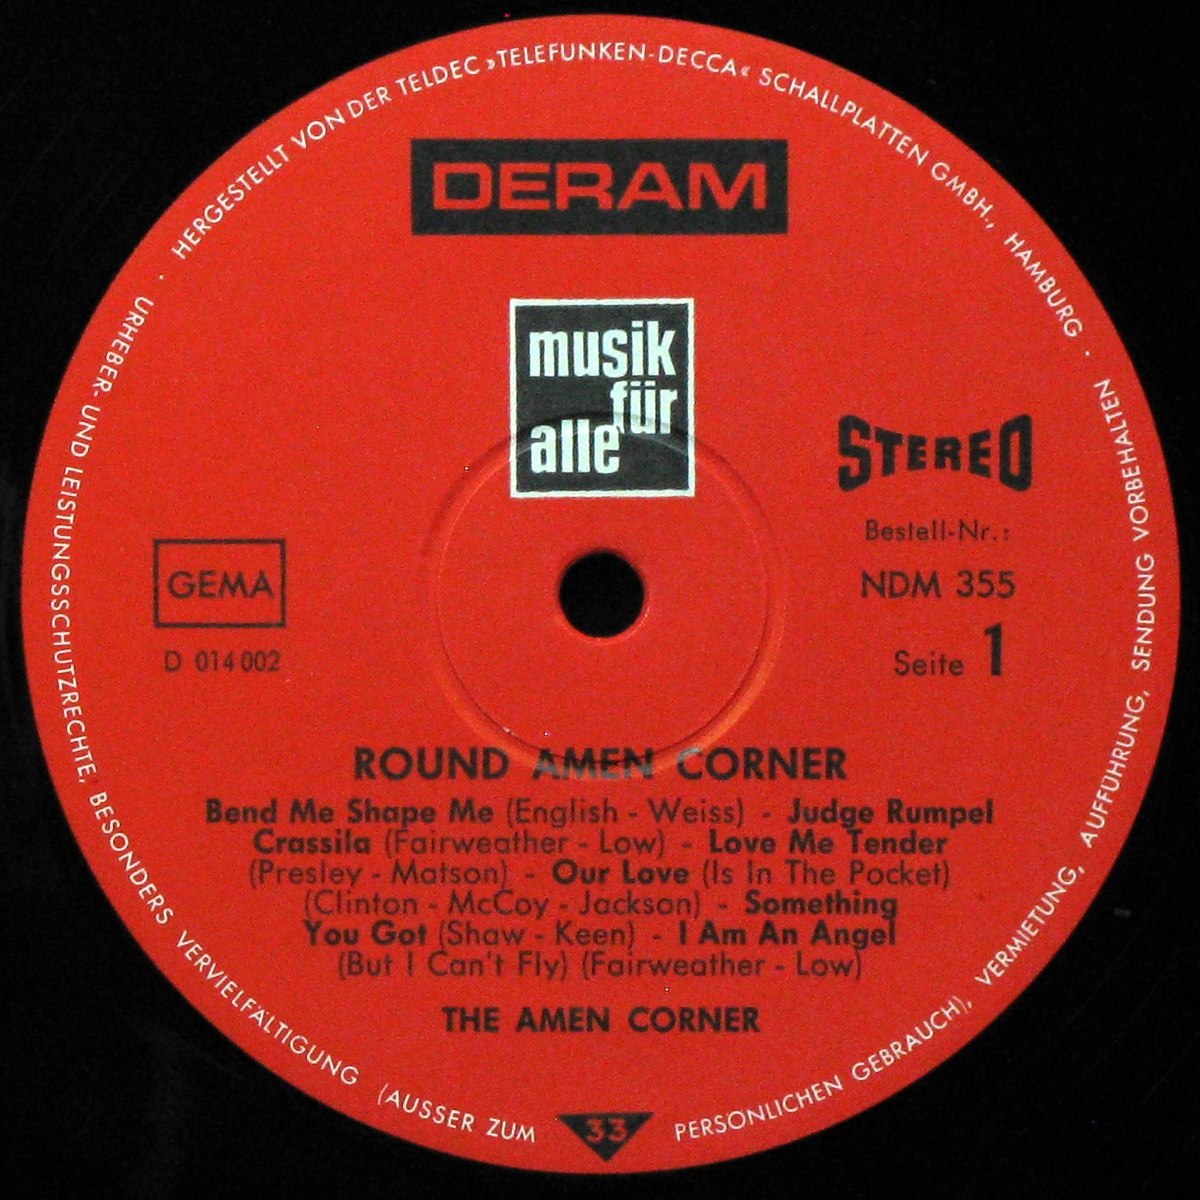 HERGESTELLT VON DER TELDEC »TELEFUNKEN-DECCA« SCHALLPLATTEN GMBH., HAMBURG ·
URHEBER- UND LEISTUNGSSCHUTZRECHTE, BESONDERS VERVIELFÄLTIGUNG (AUSSER ZUM PERSÖNLICHEN GEBRAUCH), VERMIETUNG, AUFFÜHRUNG, SENDUNG VORBEHALTEN ·
DERAM
musik
für
alle
STEREO
Bestell-Nr.:
NDM 355
Seite 1
GEMA
D 014 002
ROUND AMEN CORNER
Bend Me Shape Me (English - Weiss) - Judge Rumpel
Crassila (Fairweather - Low) - Love Me Tender
(Presley - Matson) - Our Love (Is In The Pocket)
(Clinton - McCoy - Jackson) - Something
You Got (Shaw - Keen) - I Am An Angel
(But I Can't Fly) (Fairweather - Low)
THE AMEN CORNER
33